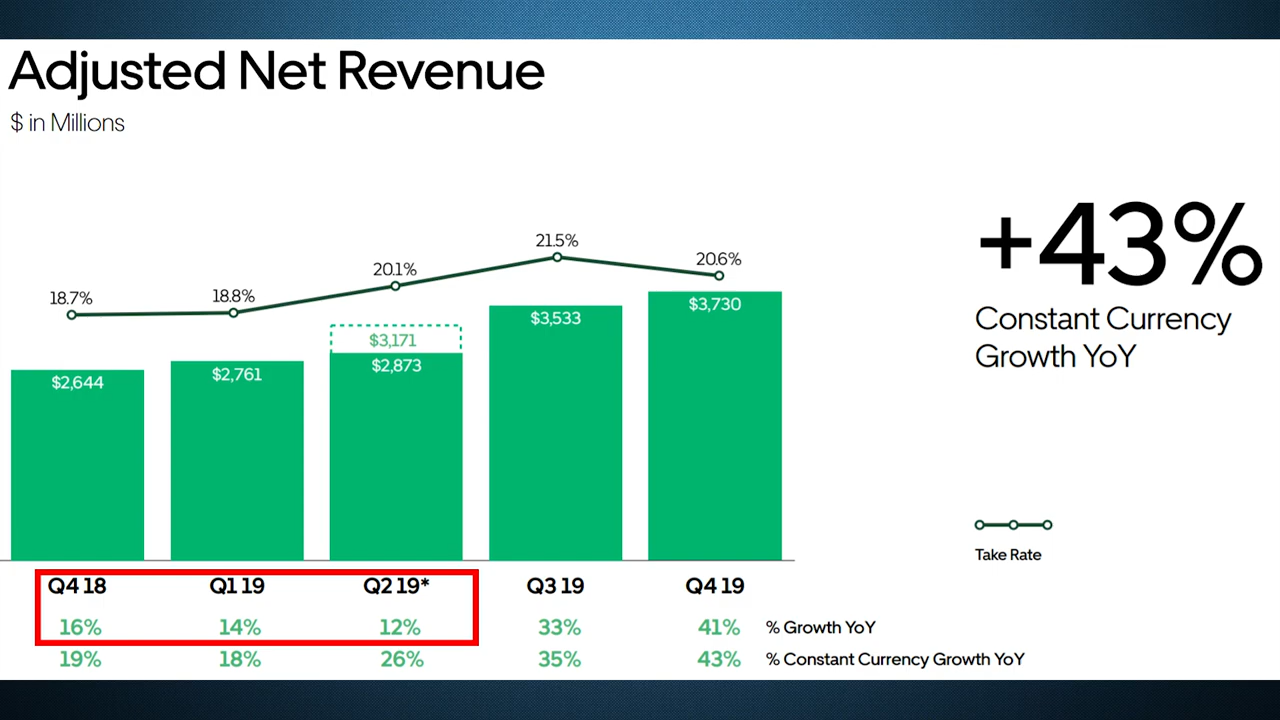 Adjusted Net Revenue
$ in Millions
18.7% 18.8% 20.1% 21.5% 20.6%
$2,644 $2,761 $3,171 $2,873 $3,533 $3,730
+43%
Constant Currency
Growth YoY
Take Rate
Q4 18 Q1 19 Q2 19* Q3 19 Q4 19
16% 14% 12% 33% 41% % Growth YoY
19% 18% 26% 35% 43% % Constant Currency Growth YoY